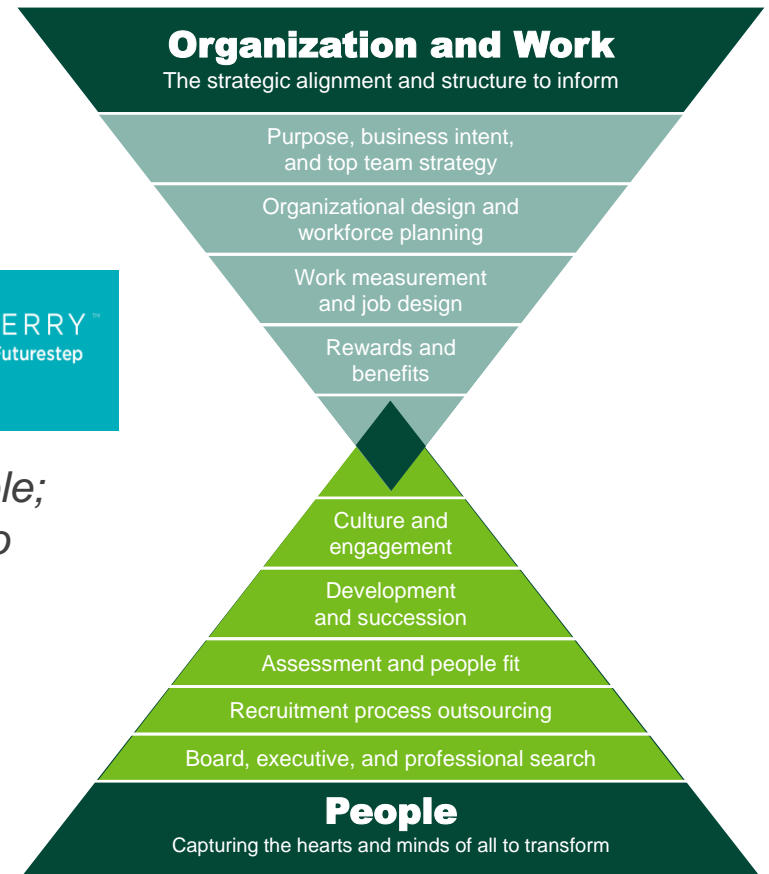 Organization and Work
The strategic alignment and structure to inform
Purpose, business intent,
and top team strategy
Organizational design and
workforce planning
Work measurement
and job design
Rewards and
benefits
ERRY™
Futurestep
le;
o
Culture and
engagement
Development
and succession
Assessment and people fit
Recruitment process outsourcing
Board, executive, and professional search
People
Capturing the hearts and minds of all to transform